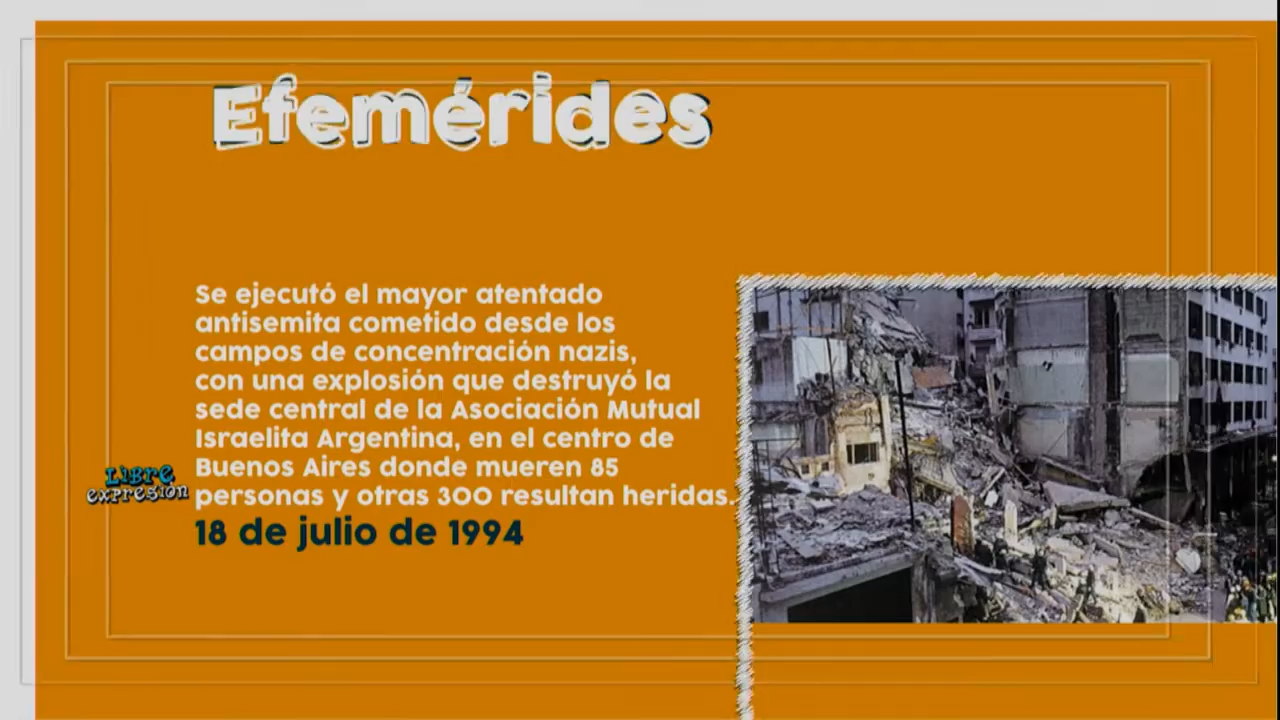 Efemérides
Se ejecutó el mayor atentado
antisemita cometido desde los
campos de concentración nazis,
con una explosión que destruyó la
sede central de la Asociación Mutual
Israelita Argentina, en el centro de
Buenos Aires donde mueren 85
personas y otras 300 resultan heridas.
18 de julio de 1994
LIBRE
expresión